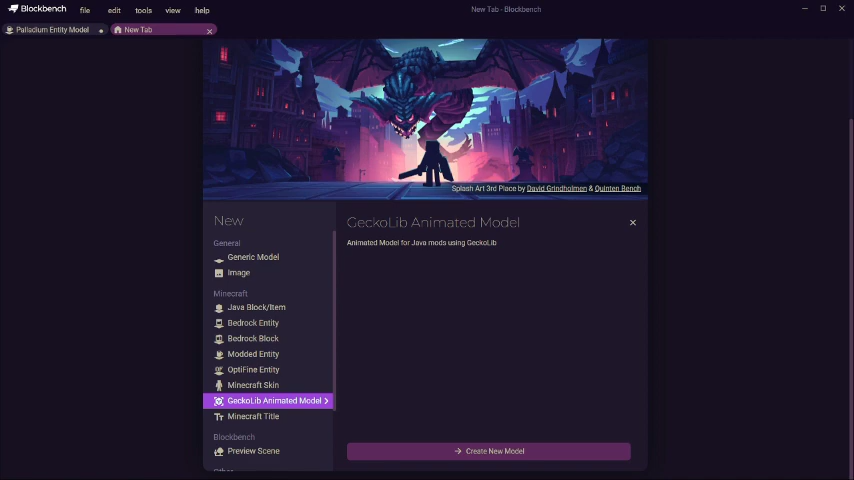 Blockbench file edit tools view help New Tab - Blockbench
Palladium Entity Model New Tab
Splash Art 3rd Place by David Grindholmen & Quinten Bench
New
General
Generic Model
Image
Minecraft
Java Block/Item
Bedrock Entity
Bedrock Block
Modded Entity
OptiFine Entity
Minecraft Skin
GeckoLib Animated Model
Minecraft Title
Blockbench
Preview Scene
GeckoLib Animated Model
Animated Model for Java mods using GeckoLib
Create New Model